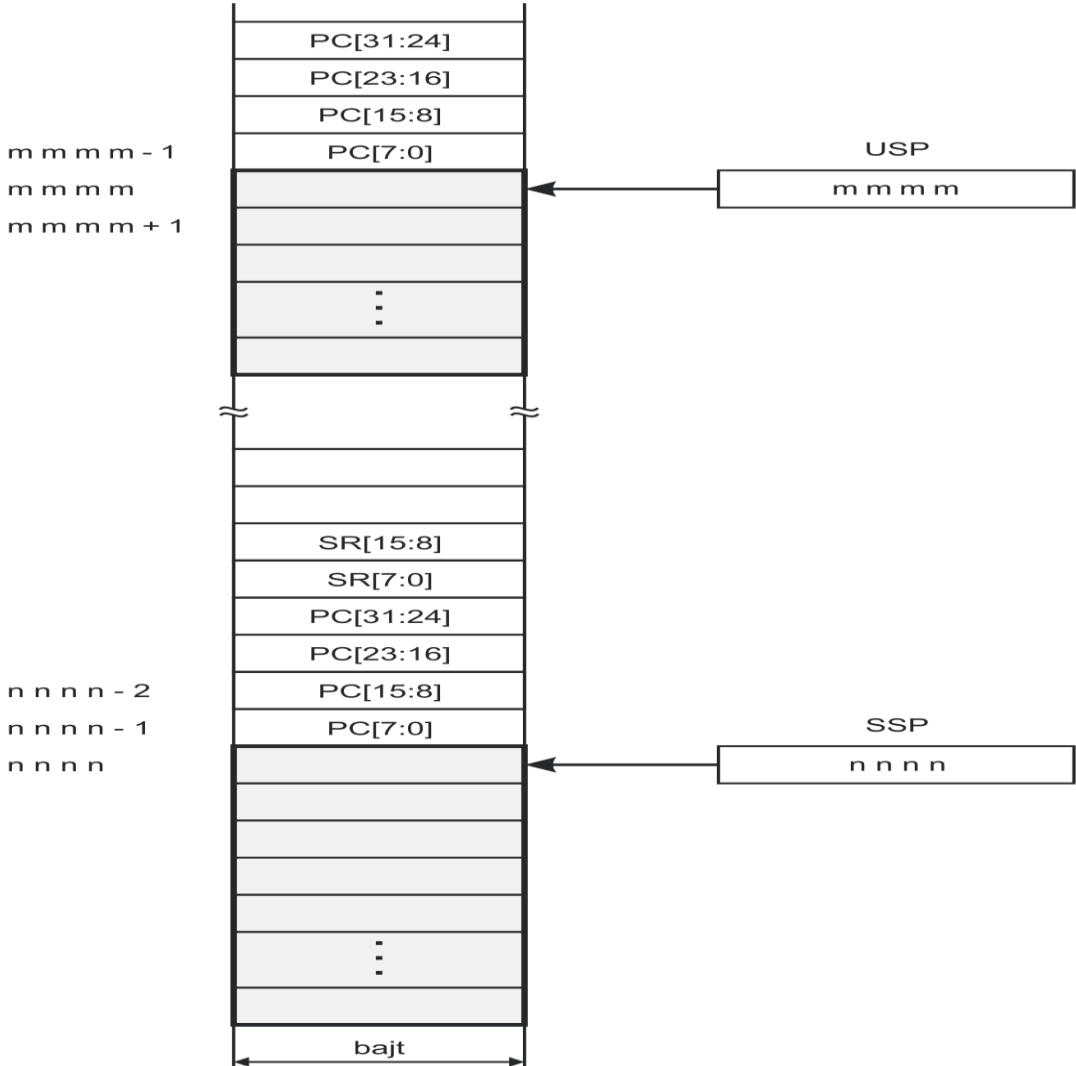 PC[31:24]
PC[23:16]
PC[15:8]
m m m m - 1 PC[7:0] USP
m m m m m m m m
m m m m + 1
SR[15:8]
SR[7:0]
PC[31:24]
PC[23:16]
n n n n - 2 PC[15:8]
n n n n - 1 PC[7:0] SSP
n n n n n n n n
bajt